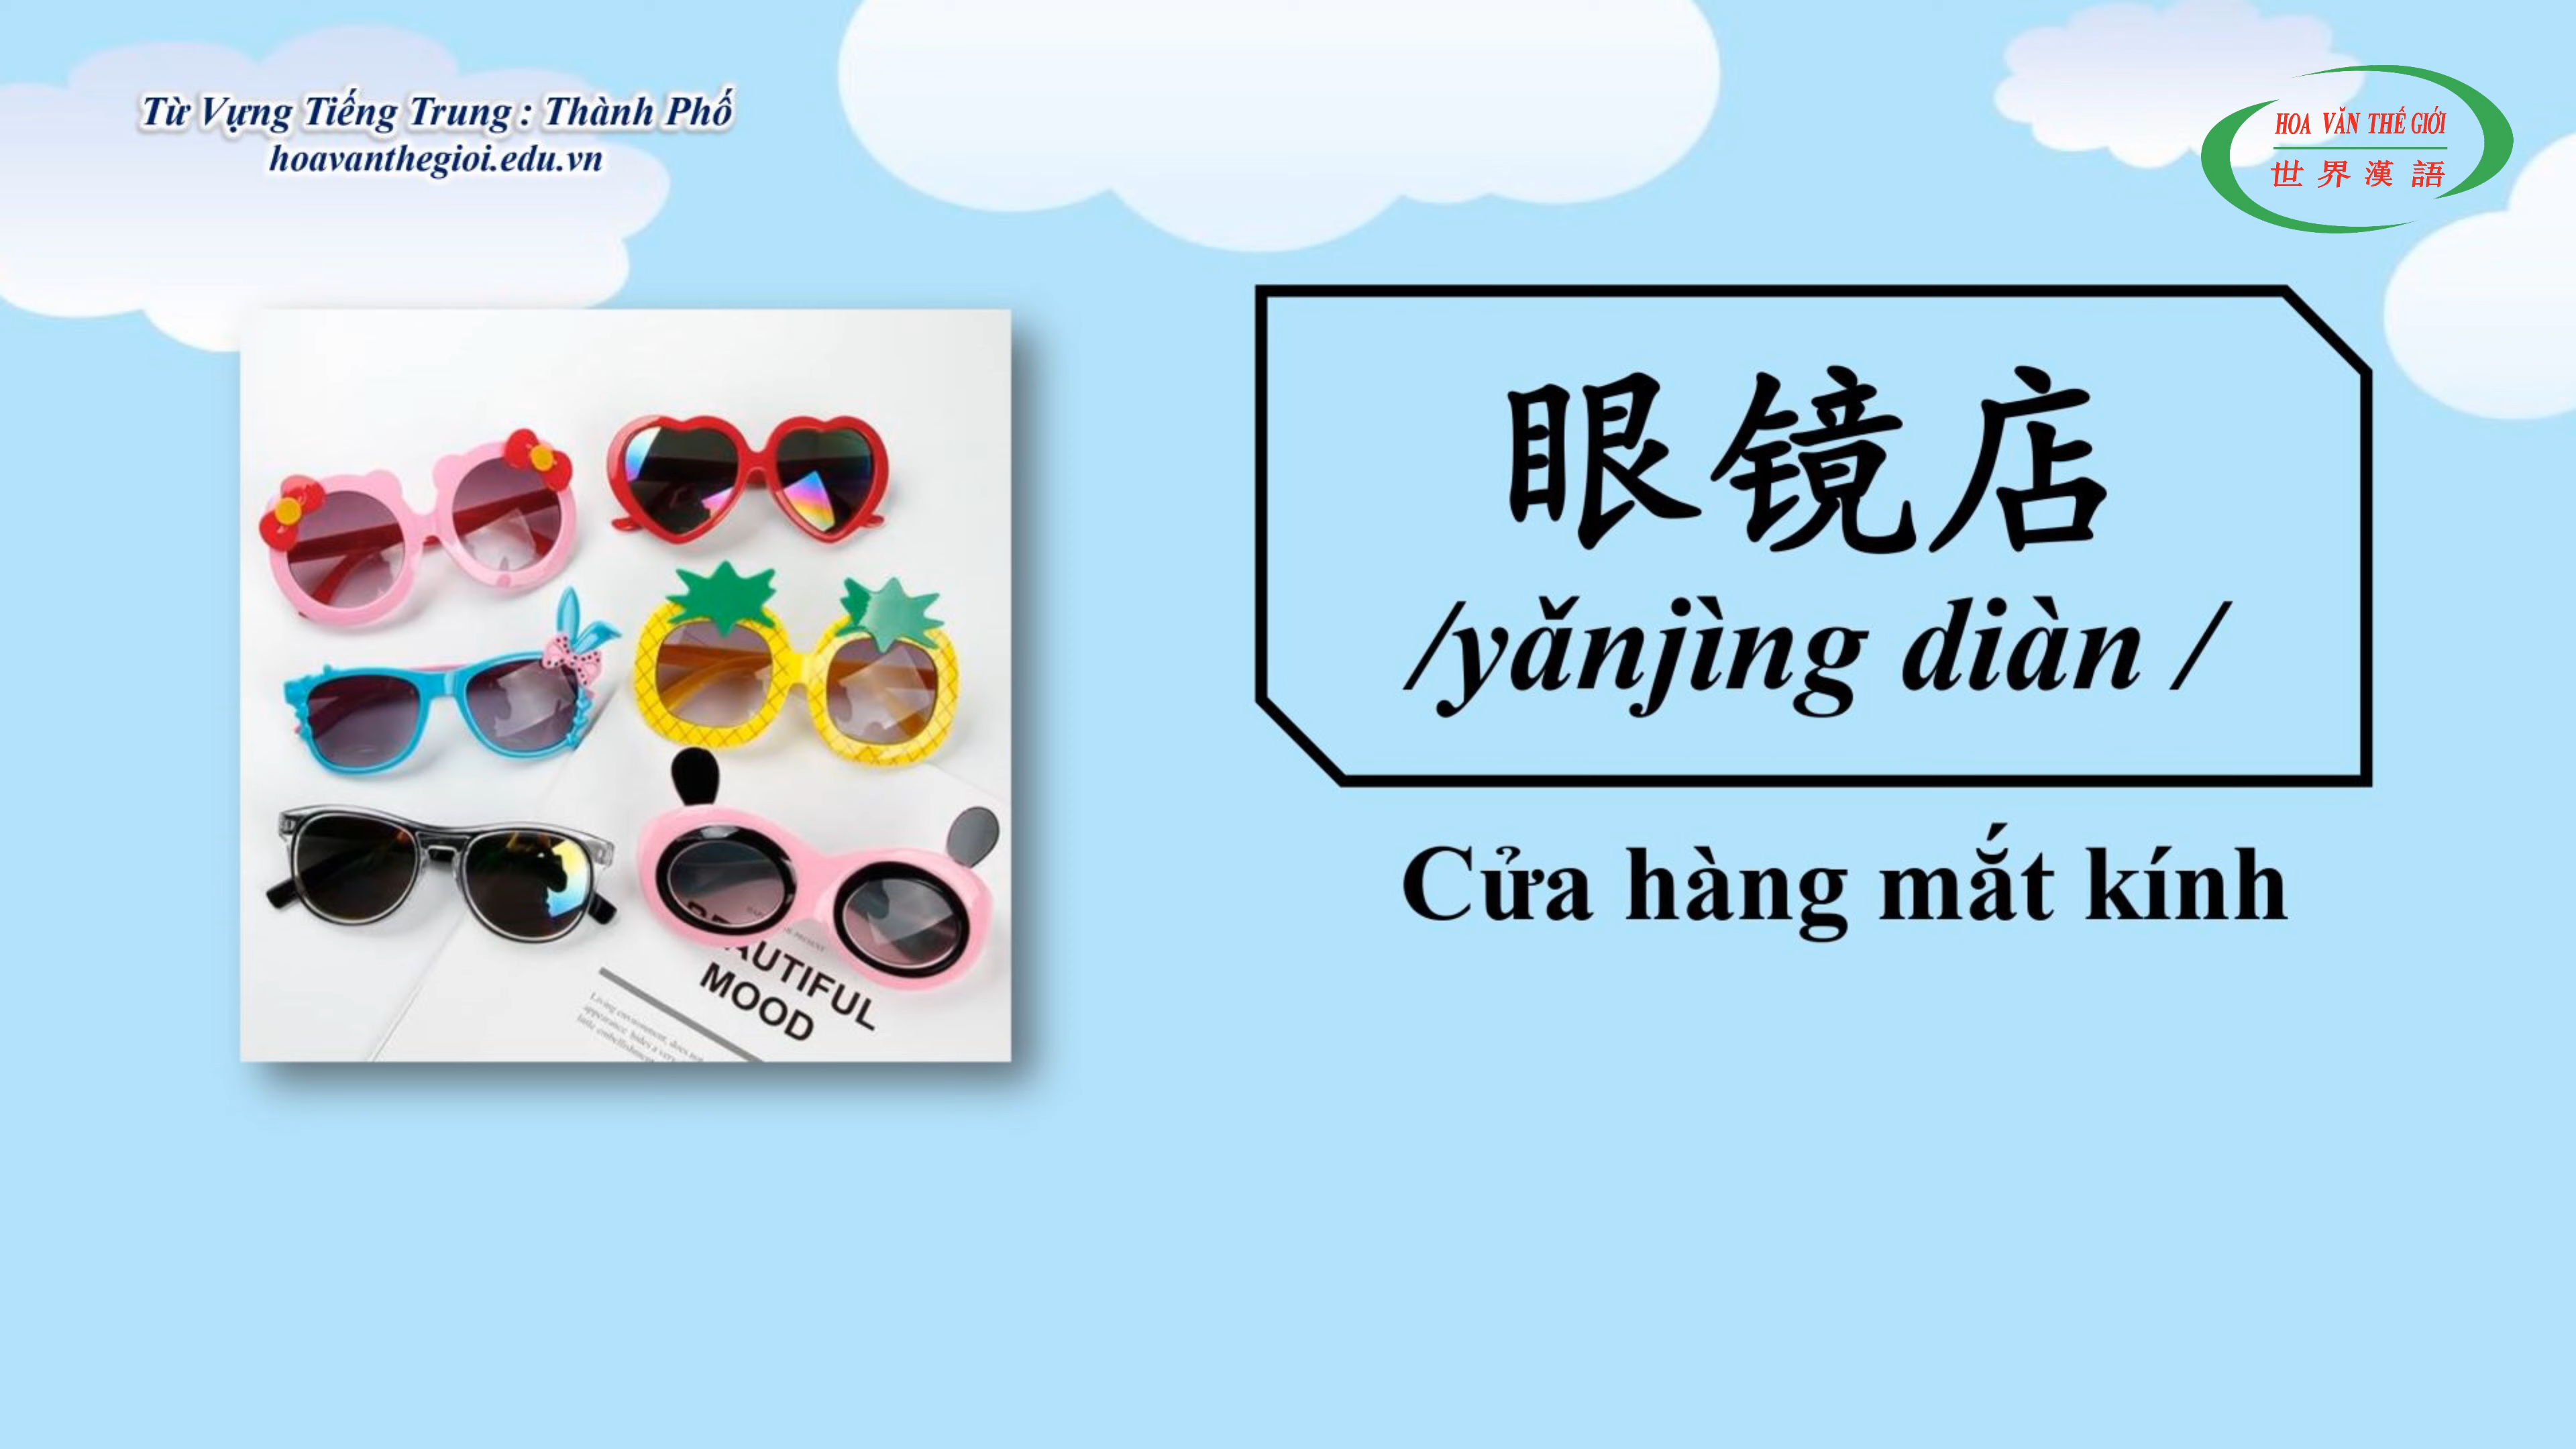 Từ Vựng Tiếng Trung : Thành Phố
hoavanthegioi.edu.vn
HOA VĂN THẾ GIỚI
世界漢語
眼镜店
/yǎnjìng diàn /
Cửa hàng mắt kính
BEAUTIFUL
MOOD